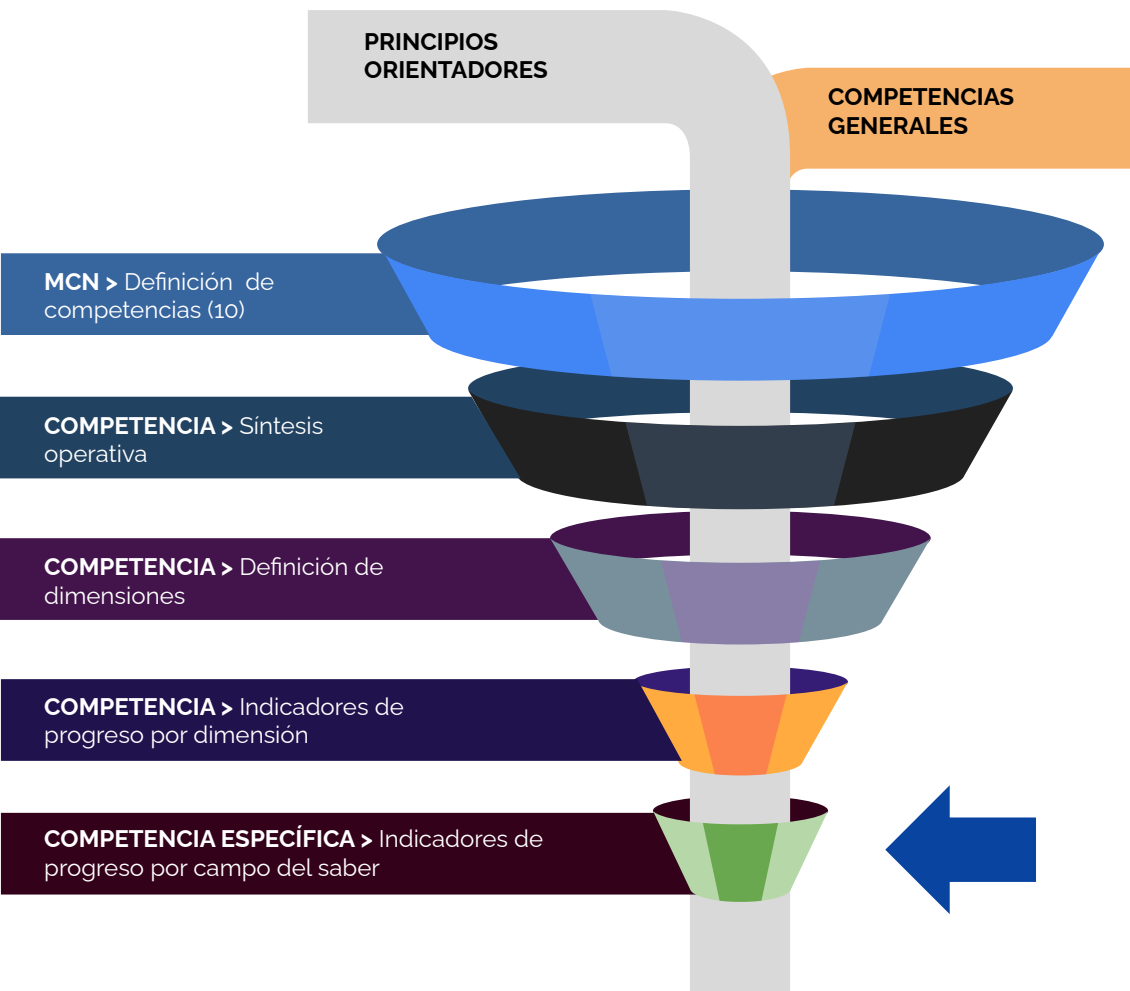 PRINCIPIOS
ORIENTADORES
COMPETENCIAS
GENERALES
MCN > Definición de
competencias (10)
COMPETENCIA > Síntesis
operativa
COMPETENCIA > Definición de
dimensiones
COMPETENCIA > Indicadores de
progreso por dimensión
COMPETENCIA ESPECÍFICA > Indicadores de
progreso por campo del saber